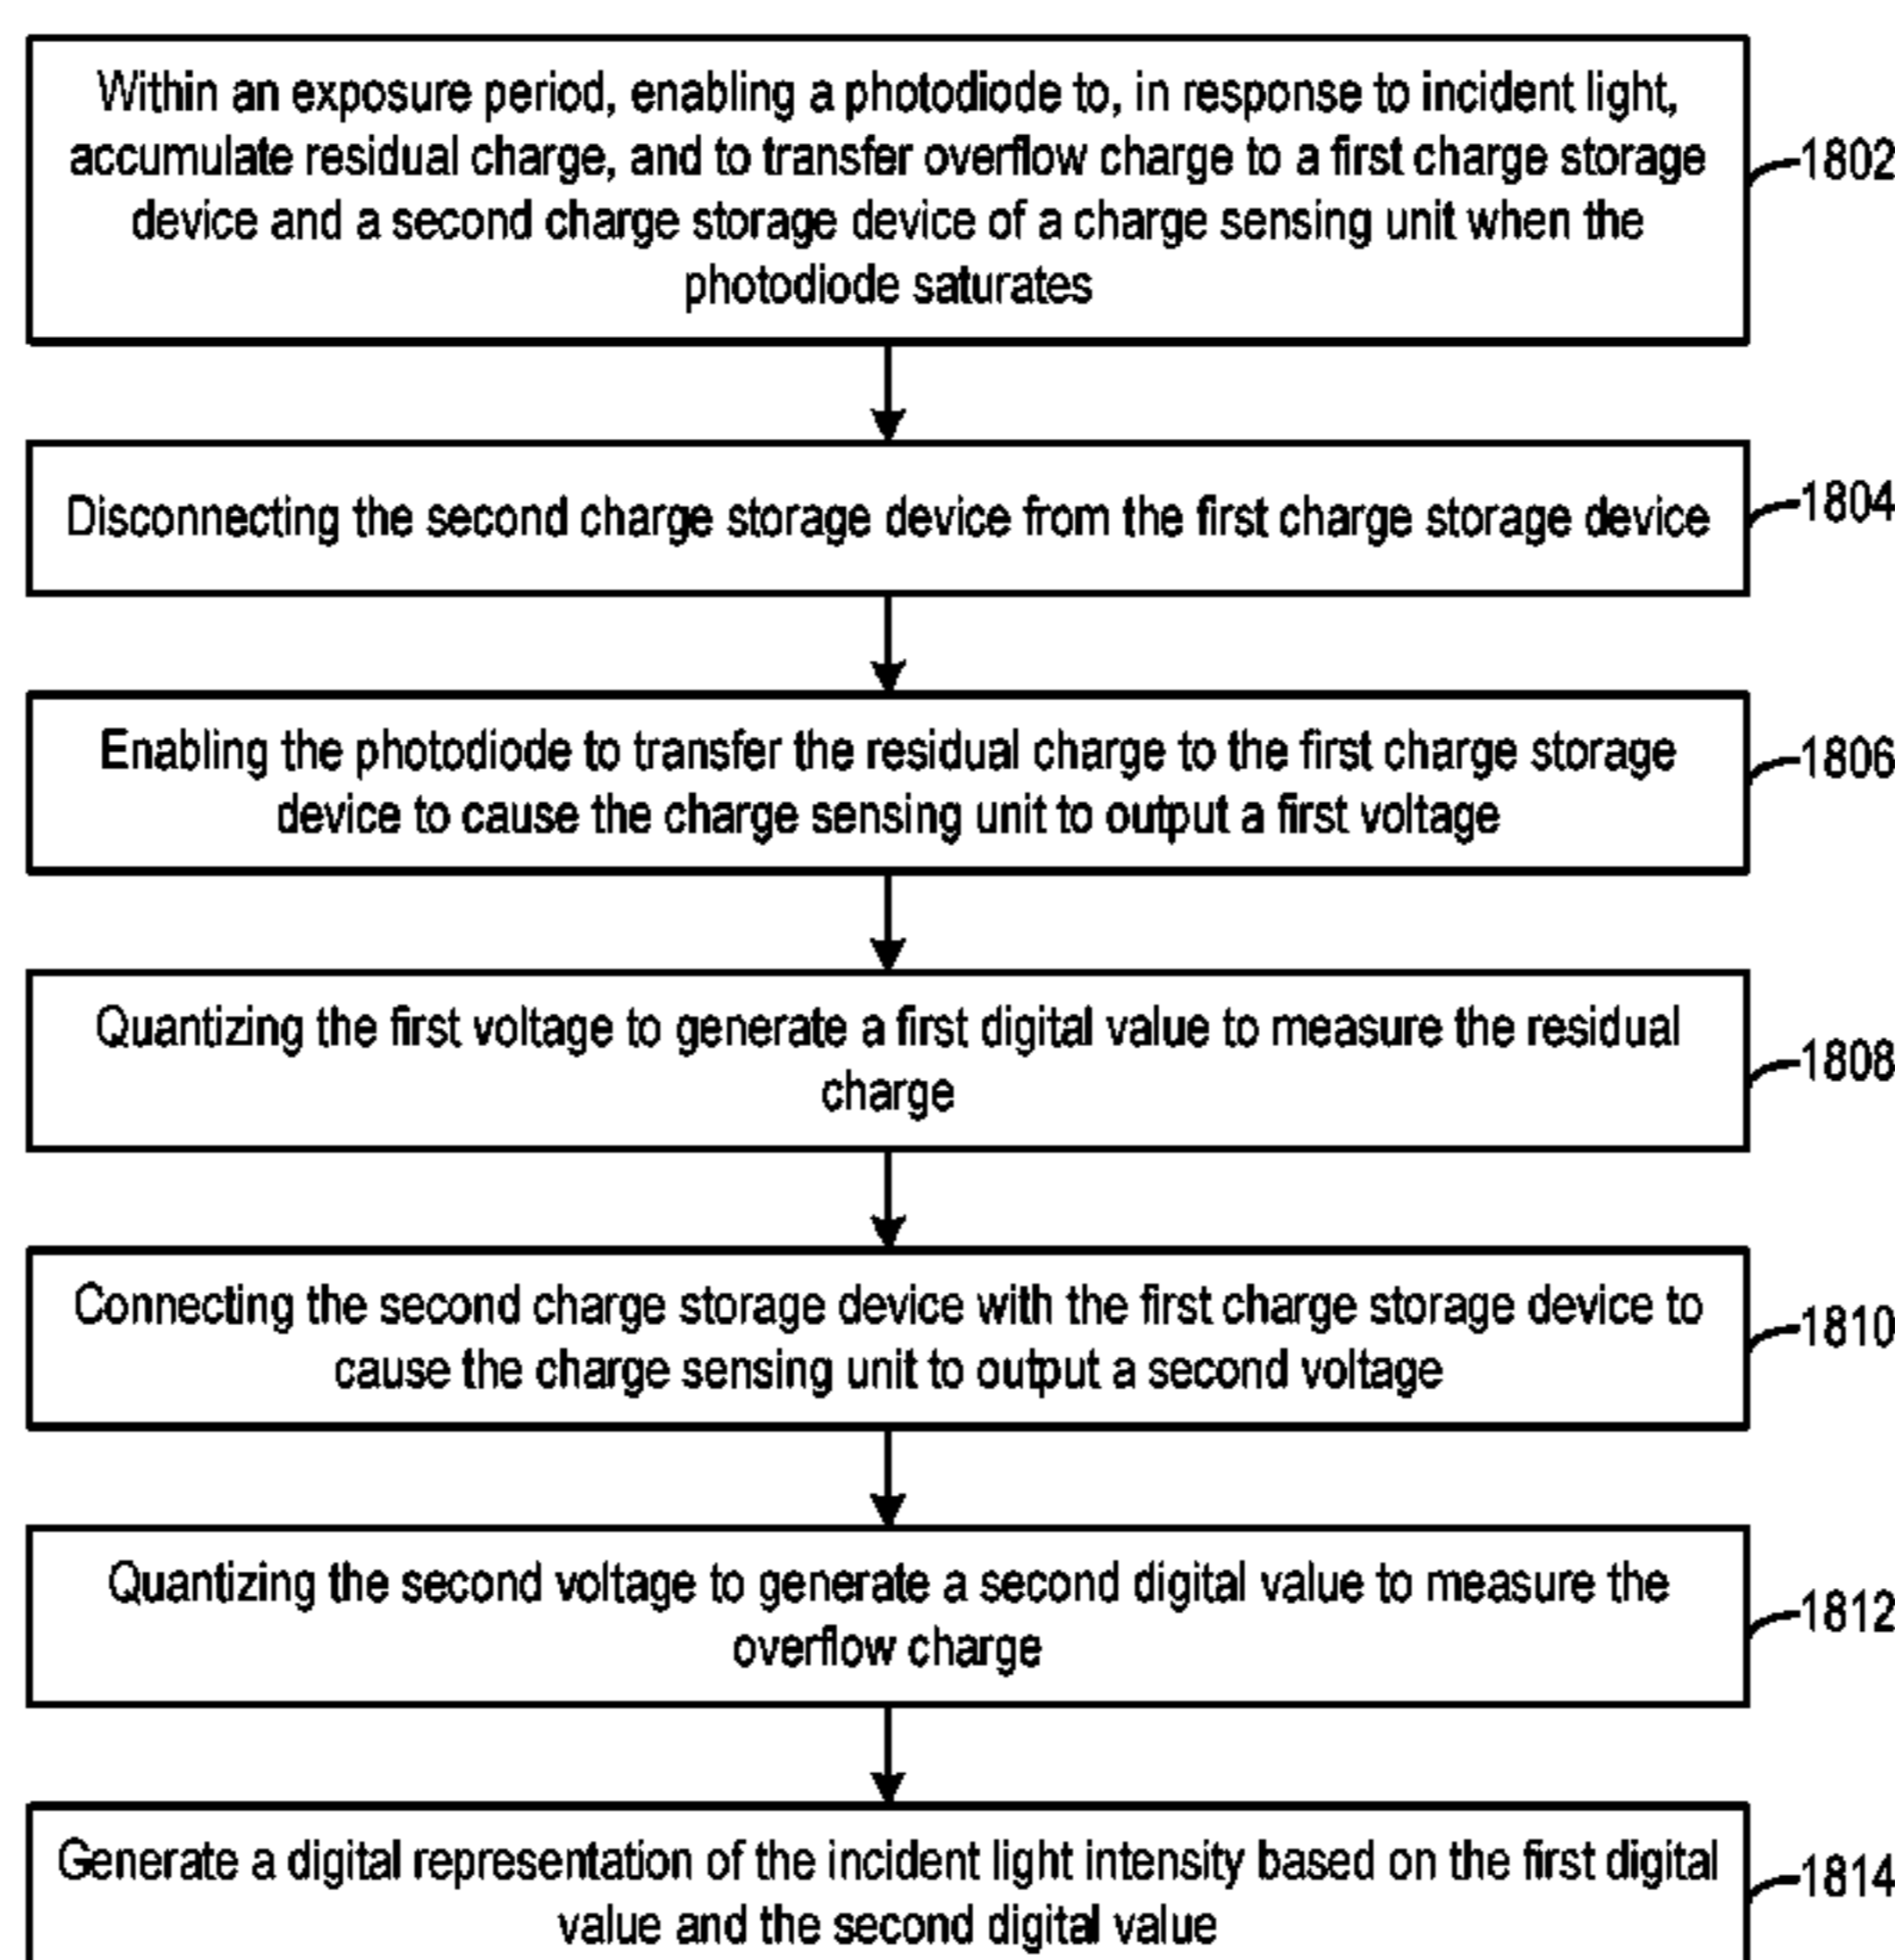 Within an exposure period, enabling a photodiode to, in response to incident light,
accumulate residual charge, and to transfer overflow charge to a first charge storage
device and a second charge storage device of a charge sensing unit when the
photodiode saturates
1802
Disconnecting the second charge storage device from the first charge storage device
1804
Enabling the photodiode to transfer the residual charge to the first charge storage
device to cause the charge sensing unit to output a first voltage
1806
Quantizing the first voltage to generate a first digital value to measure the residual
charge
1808
Connecting the second charge storage device with the first charge storage device to
cause the charge sensing unit to output a second voltage
1810
Quantizing the second voltage to generate a second digital value to measure the
overflow charge
1812
Generate a digital representation of the incident light intensity based on the first digital
value and the second digital value
1814